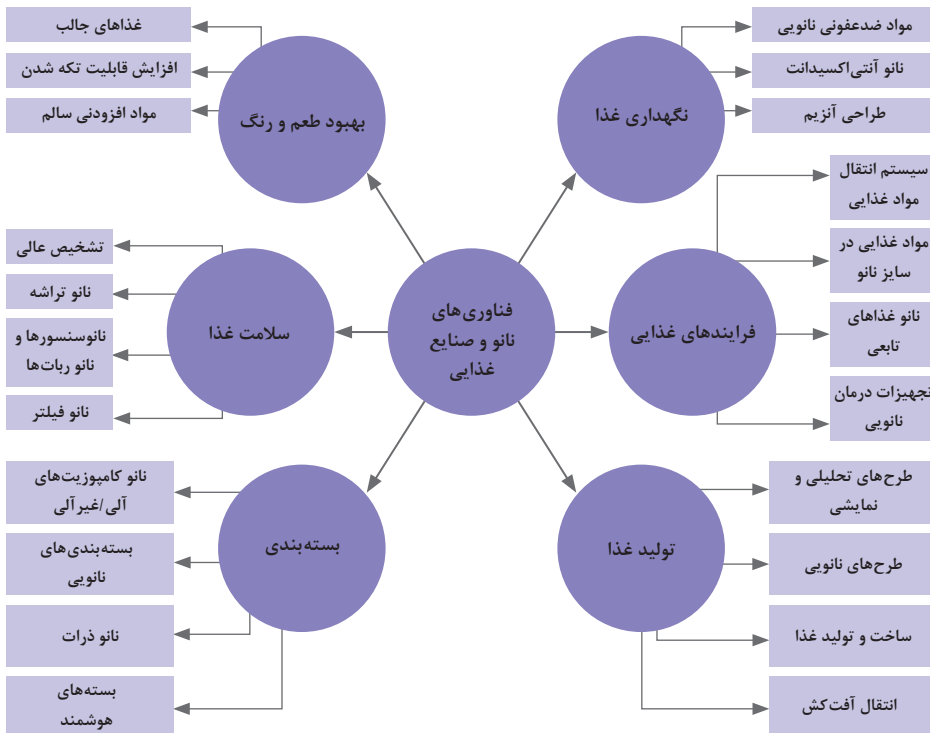 فناوری‌های
نانو و صنایع
غذایی
نگهداری غذا
مواد ضدعفونی نانویی
نانو آنتی‌اکسیدانت
طراحی آنزیم
فرایندهای غذایی
سیستم انتقال
مواد غذایی
مواد غذایی در
سایز نانو
نانو غذاهای
تابعی
تجهیزات درمان
نانویی
تولید غذا
طرح‌های تحلیلی و
نمایشی
طرح‌های نانویی
ساخت و تولید غذا
انتقال آفت‌کش
بهبود طعم و رنگ
غذاهای جالب
افزایش قابلیت تکه شدن
مواد افزودنی سالم
سلامت غذا
تشخیص عالی
نانو تراشه
نانوسنسورها و
نانو ربات‌ها
نانو فیلتر
بسته‌بندی
نانو کامپوزیت‌های
آلی/غیرآلی
بسته‌بندی‌های
نانویی
نانو ذرات
بسته‌های
هوشمند